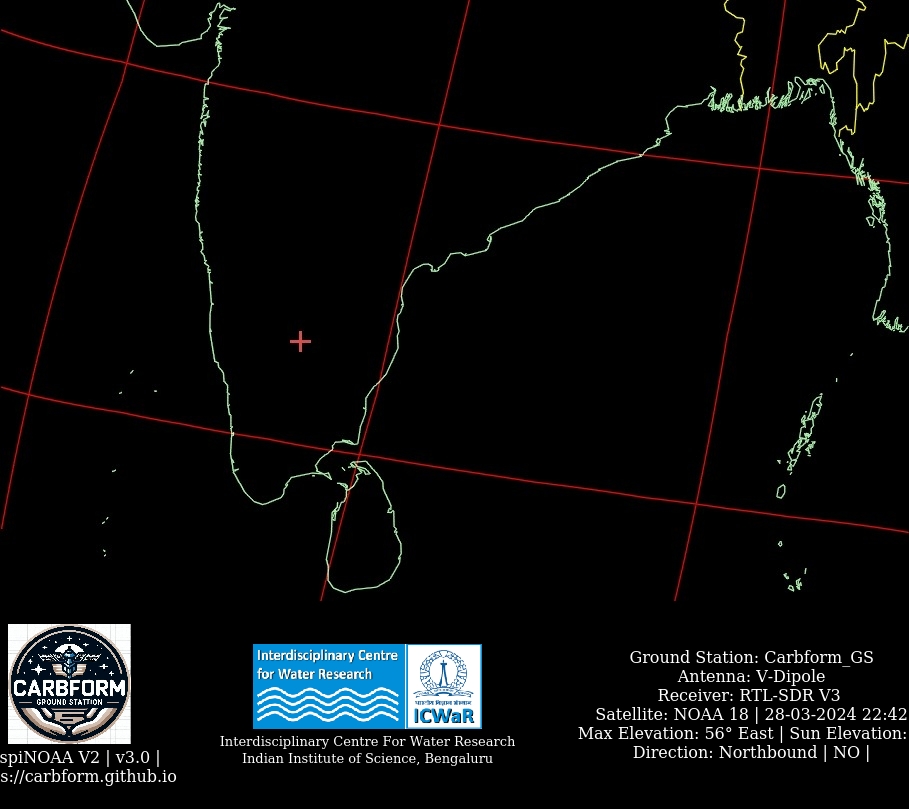 CARBFORM
GROUND STATION
spiNOAA V2 | v3.0 |
s://carbform.github.io
Interdisciplinary Centre
for Water Research
ICWaR
Interdisciplinary Centre For Water Research
Indian Institute of Science, Bengaluru
Ground Station: Carbform_GS
Antenna: V-Dipole
Receiver: RTL-SDR V3
Satellite: NOAA 18 | 28-03-2024 22:42
Max Elevation: 56° East | Sun Elevation:
Direction: Northbound | NO |